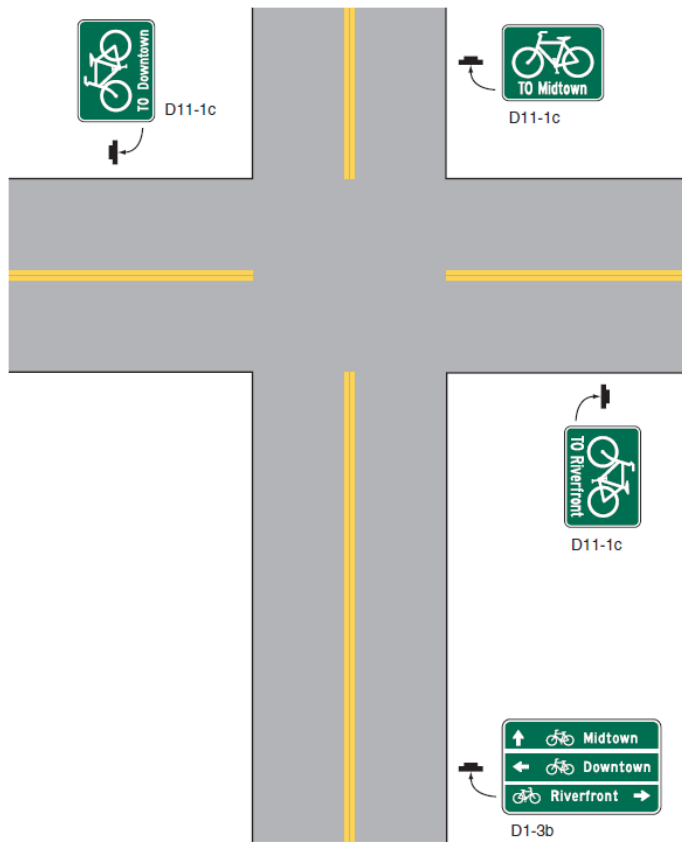 TO Downtown
D11-1c
TO Midtown
D11-1c
TO Riverfront
D11-1c
Midtown
Downtown
Riverfront
D1-3b